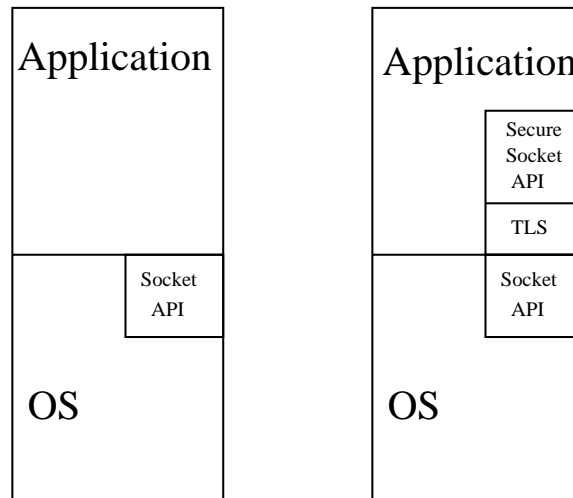 Application
Socket
API
OS
Application
Secure
Socket
API
TLS
Socket
API
OS